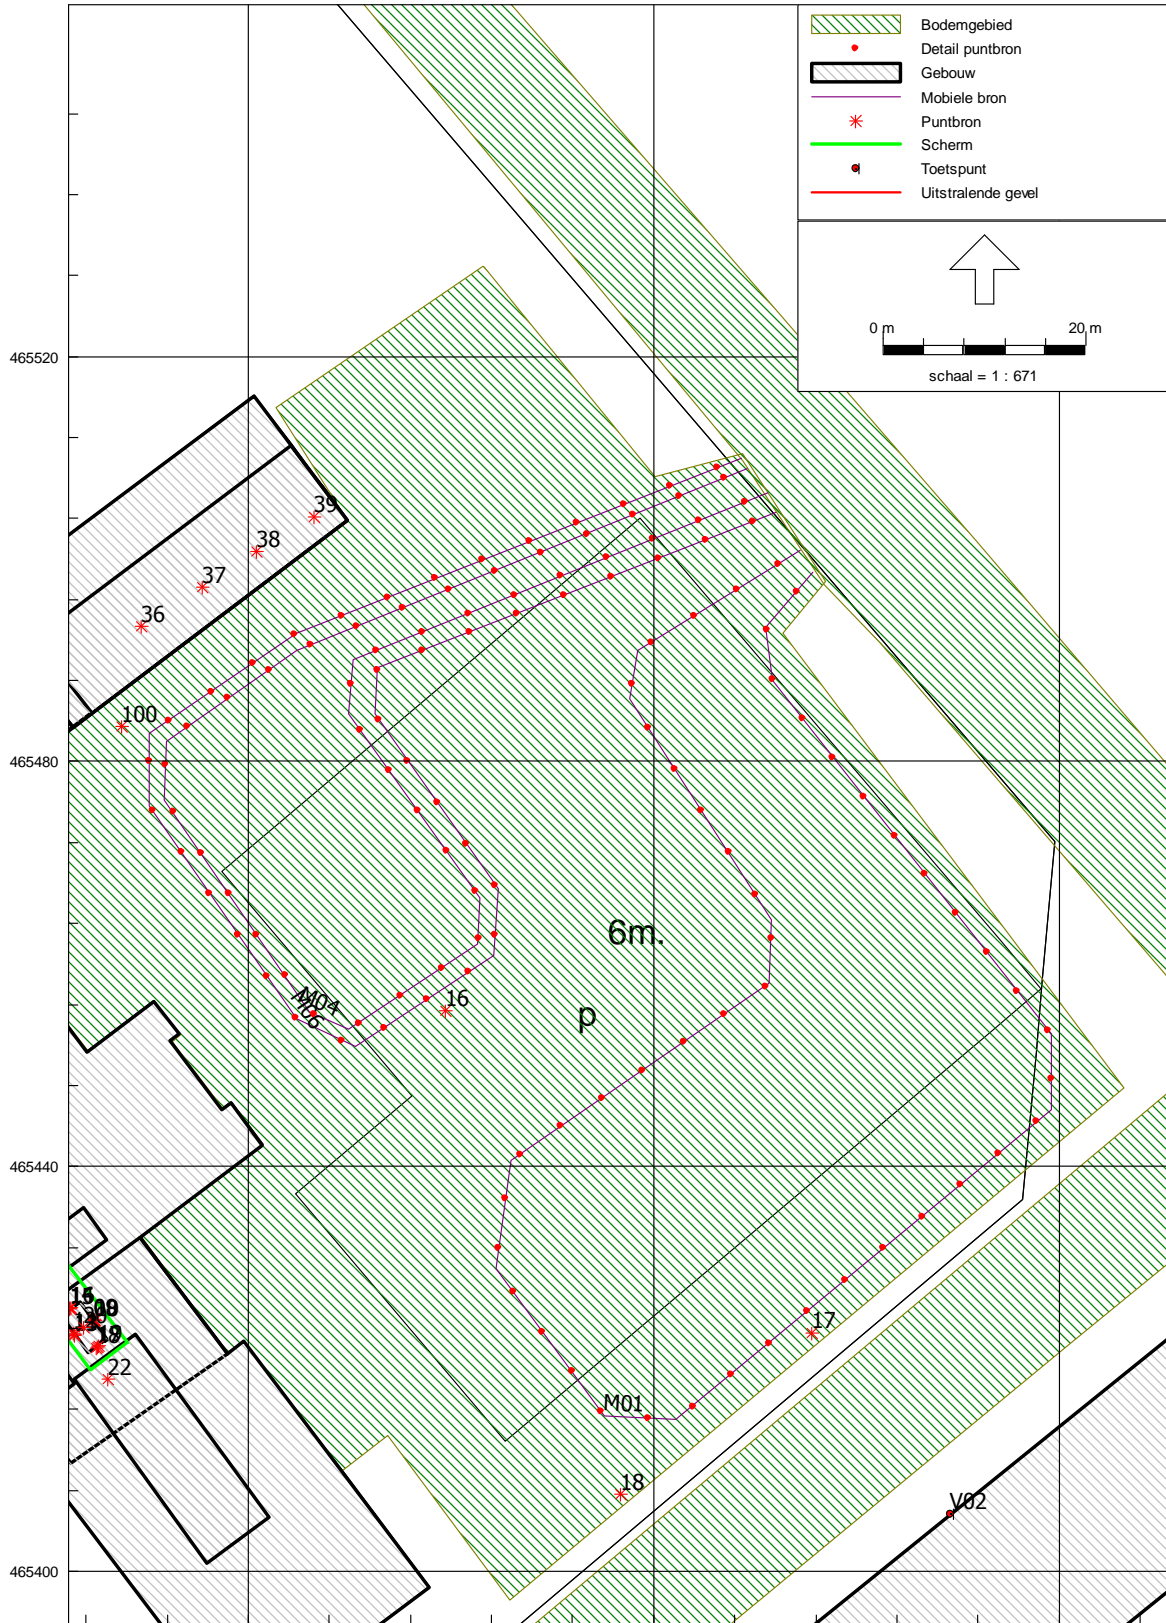 Bodemgebied
Detail puntbron
Gebouw
Mobiele bron
Puntbron
Scherm
Toetspunt
Uitstralende gevel
0 m 20 m
schaal = 1 : 671
465520
39
38
37
36
100
465480
6m.
M04
M06
16
p
465440
17
22
M01
18
V02
465400